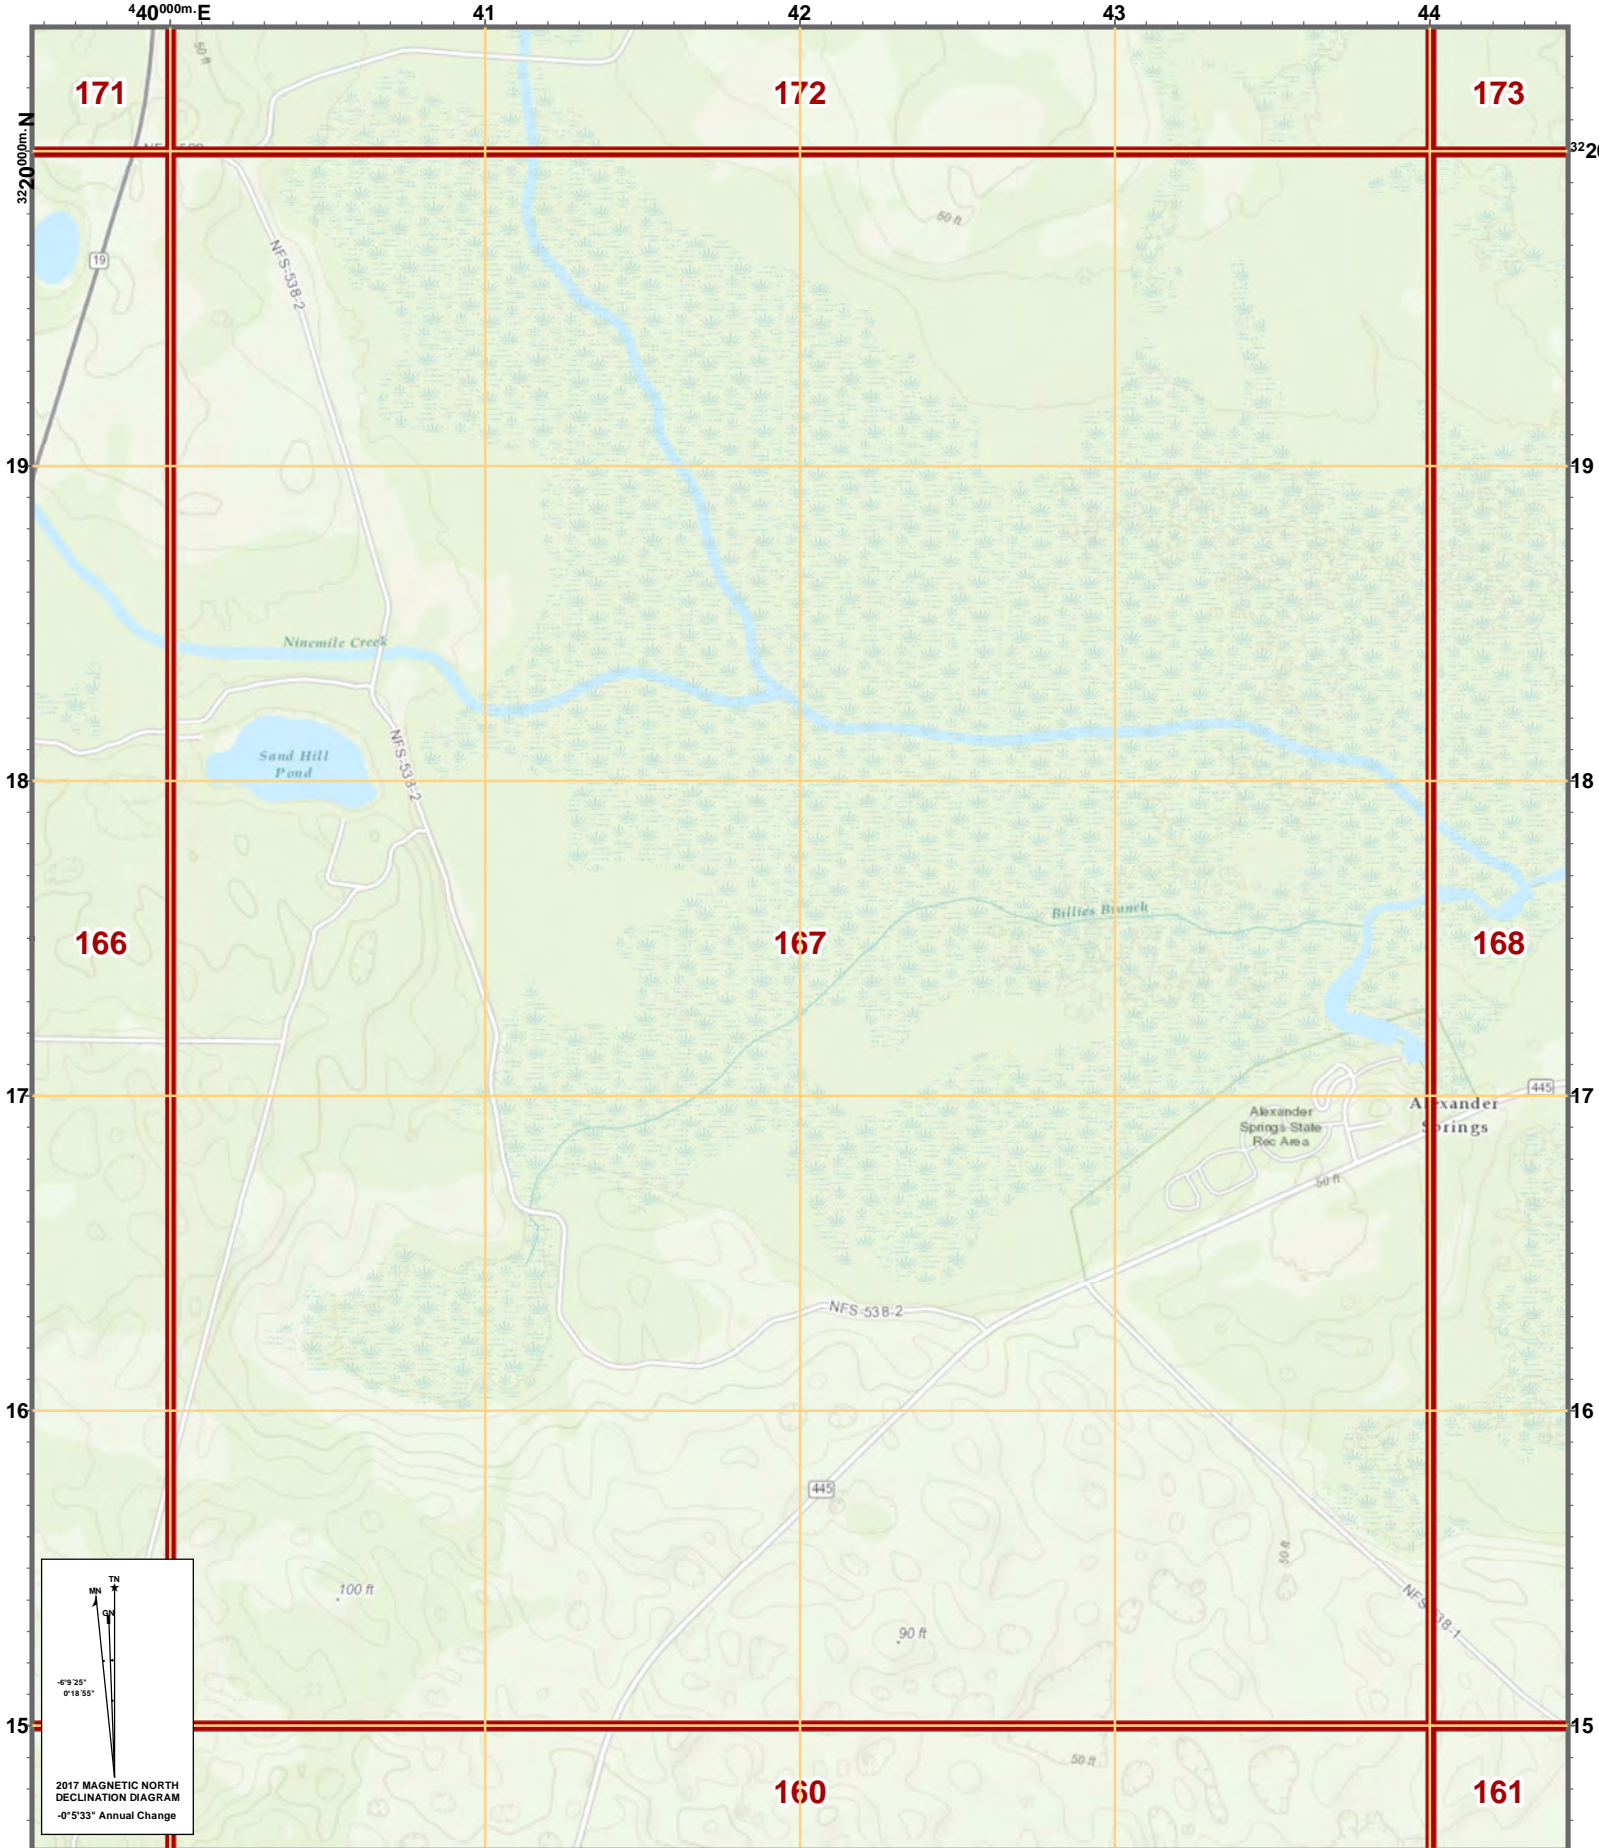 ⁴40⁰⁰⁰ᵐ·E 41 42 43 44
50 ft
171 172 173
³²20⁰⁰⁰ᵐ·N
50 ft
NFS-538-2
19
19 19
Ninemile Creek
Sand Hill
Pond
NFS-538-2
18 18
Billies Branch
166 167 168
17 17
445
Alexander
Springs State
Rec Area
Alexander
Springs
50 ft
NFS-538-2
16 16
445
50 ft
100 ft
NFS-538-1
90 ft
15 15
TN
MN
GN
-6°9'25"
0°18'55"
2017 MAGNETIC NORTH
DECLINATION DIAGRAM
-0°5'33" Annual Change
50 ft
160 161